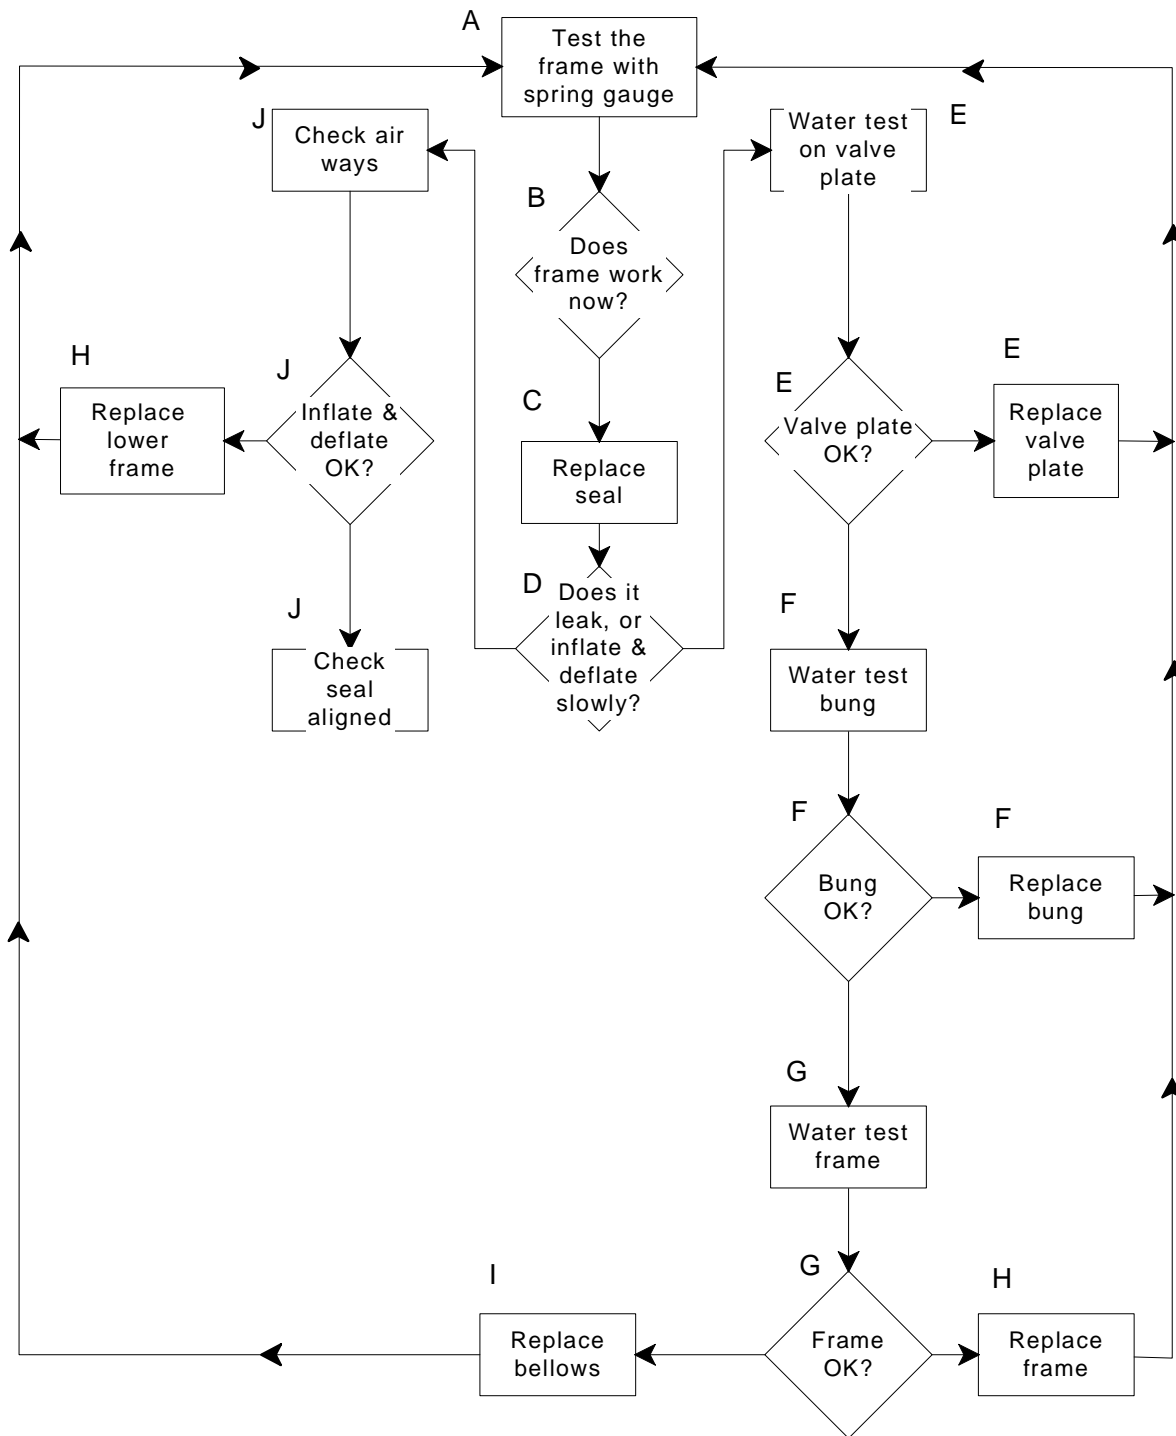 A
Test the
frame with
spring gauge
J
Check air
ways
E
Water test
on valve
plate
B
Does
frame work
now?
H
Replace
lower
frame
J
Inflate &
deflate
OK?
C
Replace
seal
E
Valve plate
OK?
E
Replace
valve
plate
D
Does it
leak, or
inflate &
deflate
slowly?
J
Check
seal
aligned
F
Water test
bung
F
Bung
OK?
F
Replace
bung
G
Water test
frame
I
Replace
bellows
G
Frame
OK?
H
Replace
frame